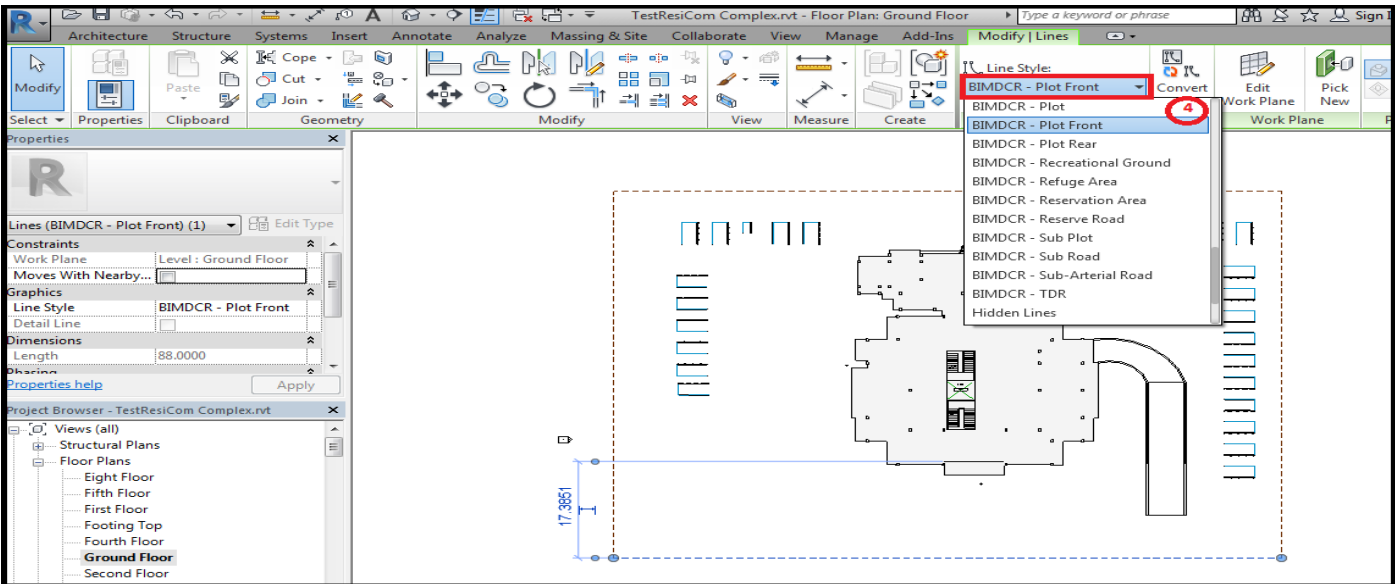 TestResiCom Complex.rvt - Floor Plan: Ground Floor
Type a keyword or phrase
Sign I
Architecture Structure Systems Insert Annotate Analyze Massing & Site Collaborate View Manage Add-Ins Modify | Lines
Modify
Paste
Cope
Cut
Join
Line Style:
BIMDCR - Plot Front
Convert
Edit
Work Plane
Pick
New
Select Properties Clipboard Geometry Modify View Measure Create Work Plane
4
BIMDCR - Plot
BIMDCR - Plot Front
BIMDCR - Plot Rear
BIMDCR - Recreational Ground
BIMDCR - Refuge Area
BIMDCR - Reservation Area
BIMDCR - Reserve Road
BIMDCR - Sub Plot
BIMDCR - Sub Road
BIMDCR - Sub-Arterial Road
BIMDCR - TDR
Hidden Lines
Properties
R
Lines (BIMDCR - Plot Front) (1) Edit Type
Constraints
Work Plane Level : Ground Floor
Moves With Nearby...
Graphics
Line Style BIMDCR - Plot Front
Detail Line
Dimensions
Length 88.0000
Phasing
Properties help Apply
Project Browser - TestResiCom Complex.rvt
Views (all)
Structural Plans
Floor Plans
Eight Floor
Fifth Floor
First Floor
Footing Top
Fourth Floor
Ground Floor
Second Floor
17.3851